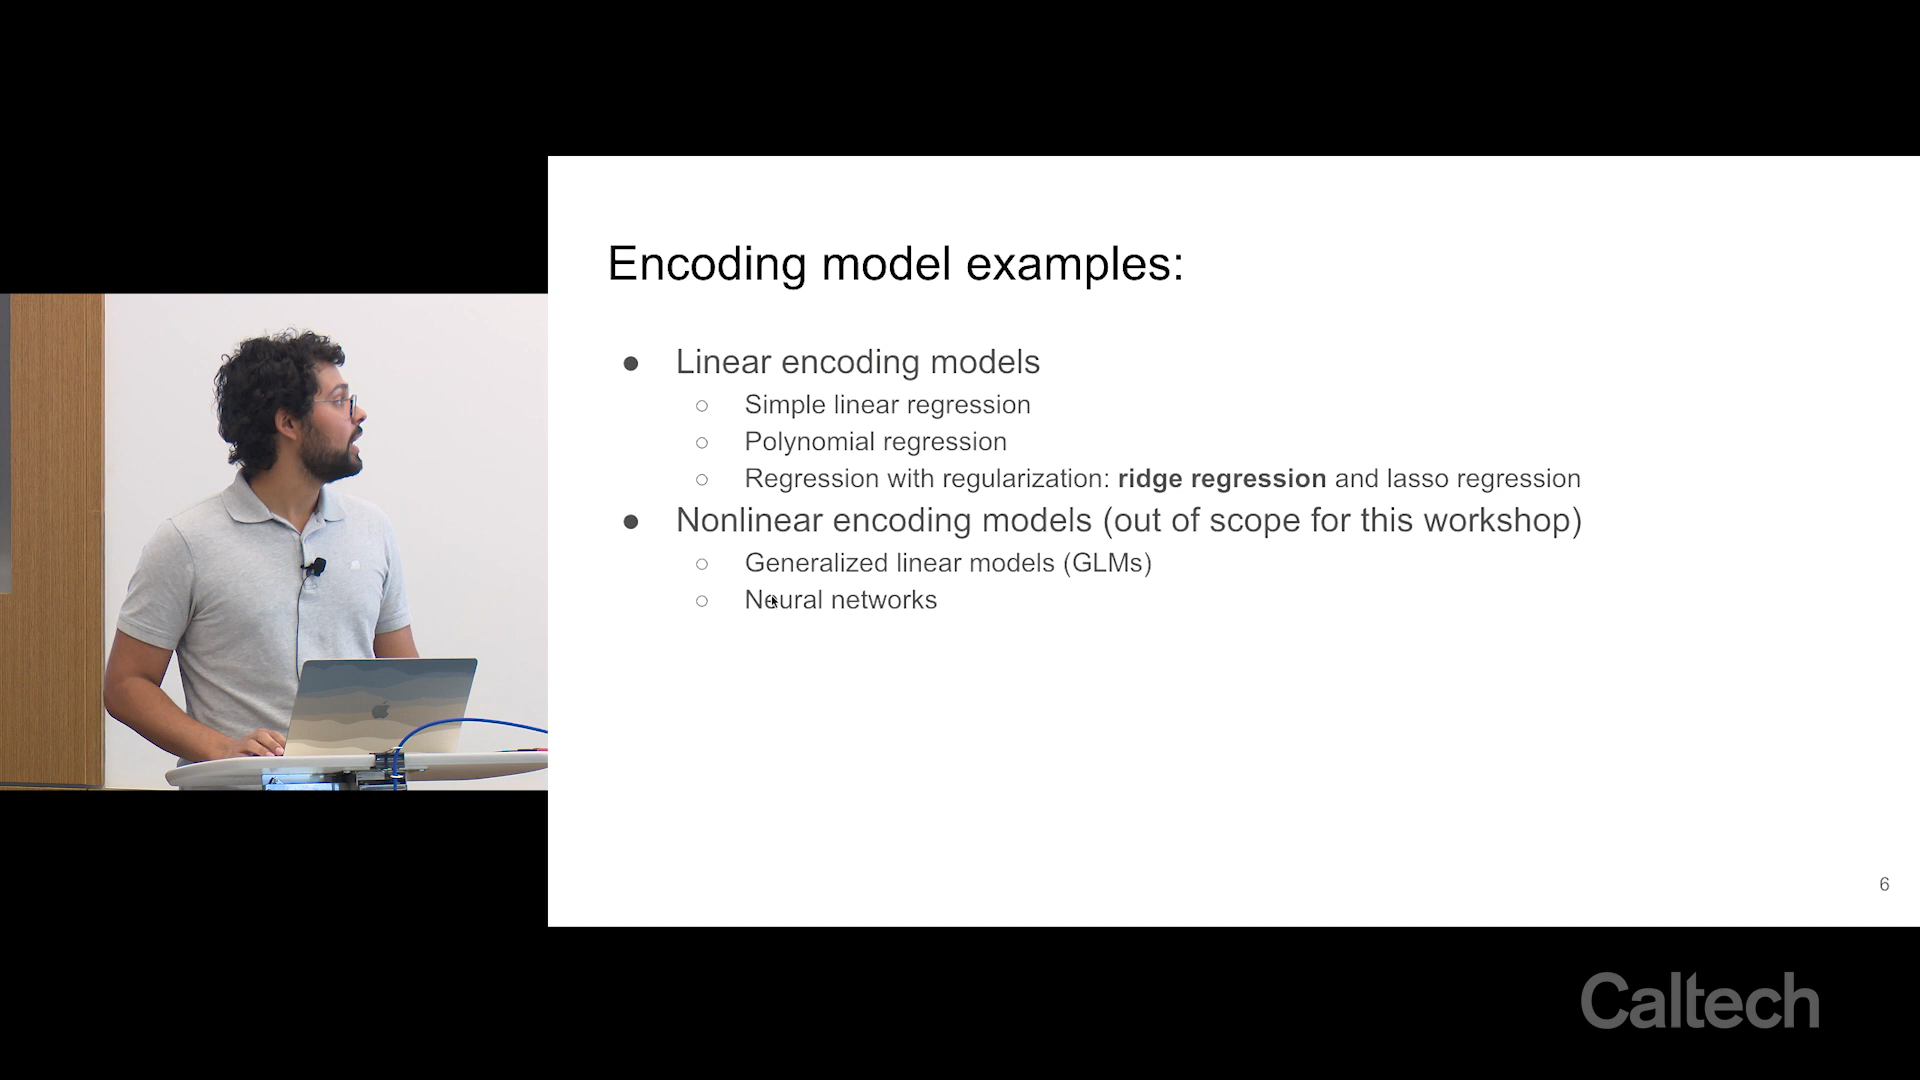 Encoding model examples:
● Linear encoding models
○ Simple linear regression
○ Polynomial regression
○ Regression with regularization: ridge regression and lasso regression
● Nonlinear encoding models (out of scope for this workshop)
○ Generalized linear models (GLMs)
○ Neural networks
6
Caltech